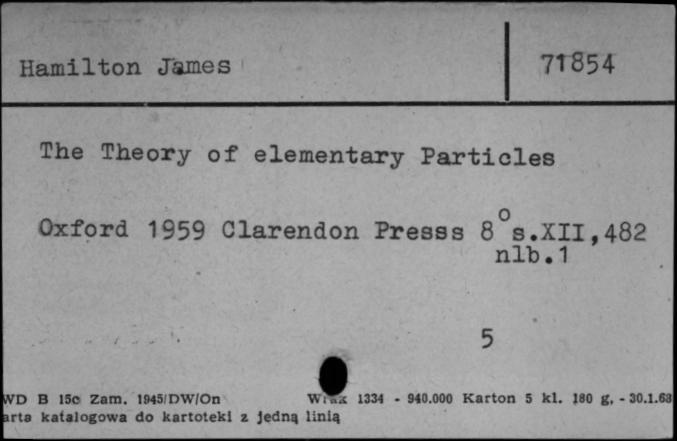 Hamilton James
71854
The Theory of elementary Particles
Oxford 1959 Clarendon Presss 8° s.XII,482
nlb.1
5
WD B 15c Zam. 1945/DW/On 1334 - 940.000 Karton 5 kl. 180 g. - 30.1.63
arta katalogowa do kartoteki z jedną linią